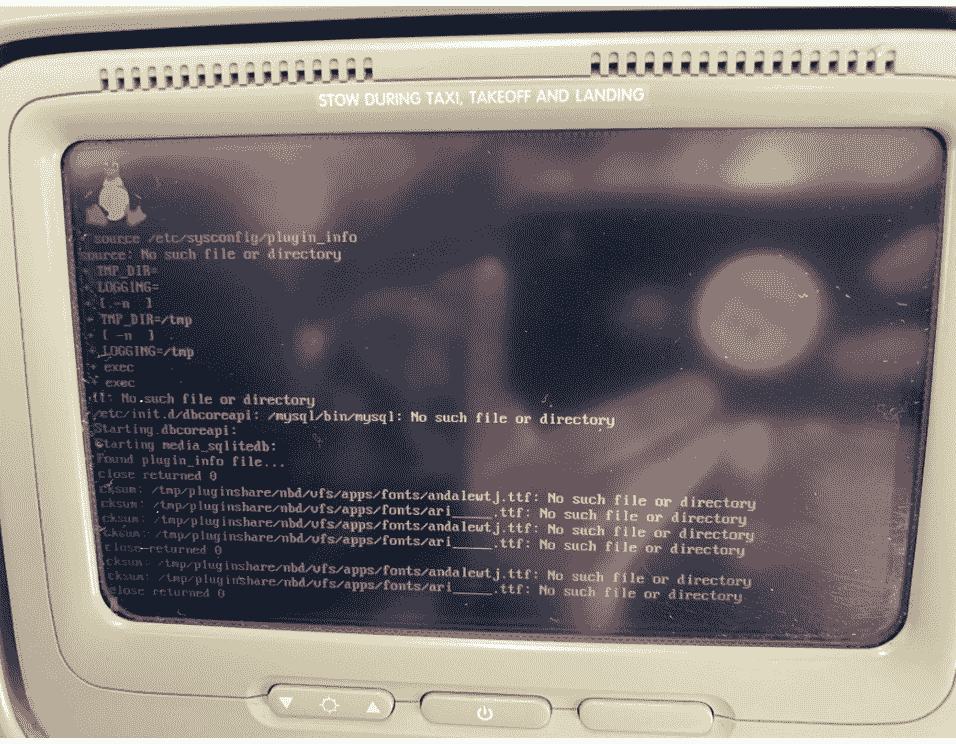 STOW DURING TAXI, TAKEOFF AND LANDING
+ source /etc/sysconfig/plugin_info
source: No such file or directory
+ TMP_DIR=
+ LOGGING=
+ [ -n  ]
+ TMP_DIR=/tmp
+ [ -n  ]
+ LOGGING=/tmp
+ exec
+ exec
tt: No such file or directory
/etc/init.d/dbcoreapi: /mysql/bin/mysql: No such file or directory
Starting dbcoreapi:
Starting media_sqlitedb:
Found plugin_info file...
close returned 0
cksum: /tmp/pluginshare/nbd/vfs/apps/fonts/andalewtj.ttf: No such file or directory
cksum: /tmp/pluginshare/nbd/vfs/apps/fonts/ari_____.ttf: No such file or directory
cksum: /tmp/pluginshare/nbd/vfs/apps/fonts/andalewtj.ttf: No such file or directory
cksum: /tmp/pluginshare/nbd/vfs/apps/fonts/ari_____.ttf: No such file or directory
close returned 0
cksum: /tmp/pluginshare/nbd/vfs/apps/fonts/andalewtj.ttf: No such file or directory
cksum: /tmp/pluginshare/nbd/vfs/apps/fonts/ari_____.ttf: No such file or directory
close returned 0